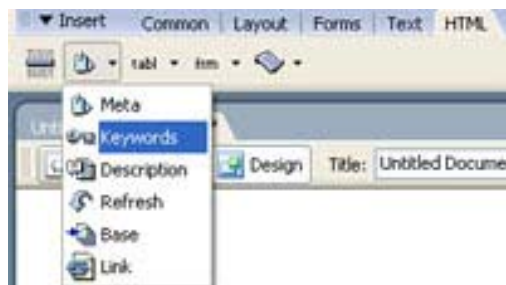 ▼ Insert Common Layout Forms Text HTML
tabl frm
Meta
Keywords
Description
Refresh
Base
Link
Design Title: Untitled Docume